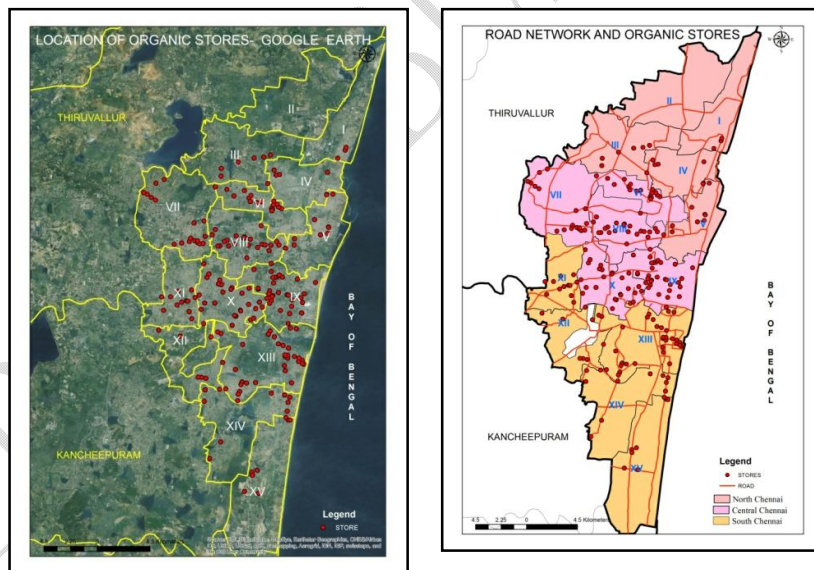 LOCATION OF ORGANIC STORES- GOOGLE EARTH
THIRUVALLUR
II
I
III
IV
VII
VI
V
VIII
XI
X
IX
XII
XIII
XIV
XV
BAY OF BENGAL
KANCHEEPURAM
Legend
STORE
ROAD NETWORK AND ORGANIC STORES
THIRUVALLUR
II
I
III
IV
VII
VI
V
VIII
XI
X
IX
XII
XIII
XIV
XV
BAY OF BENGAL
KANCHEEPURAM
Legend
STORES
ROAD
North Chennai
Central Chennai
South Chennai
4.5 2.25 0 4.5 Kilometers